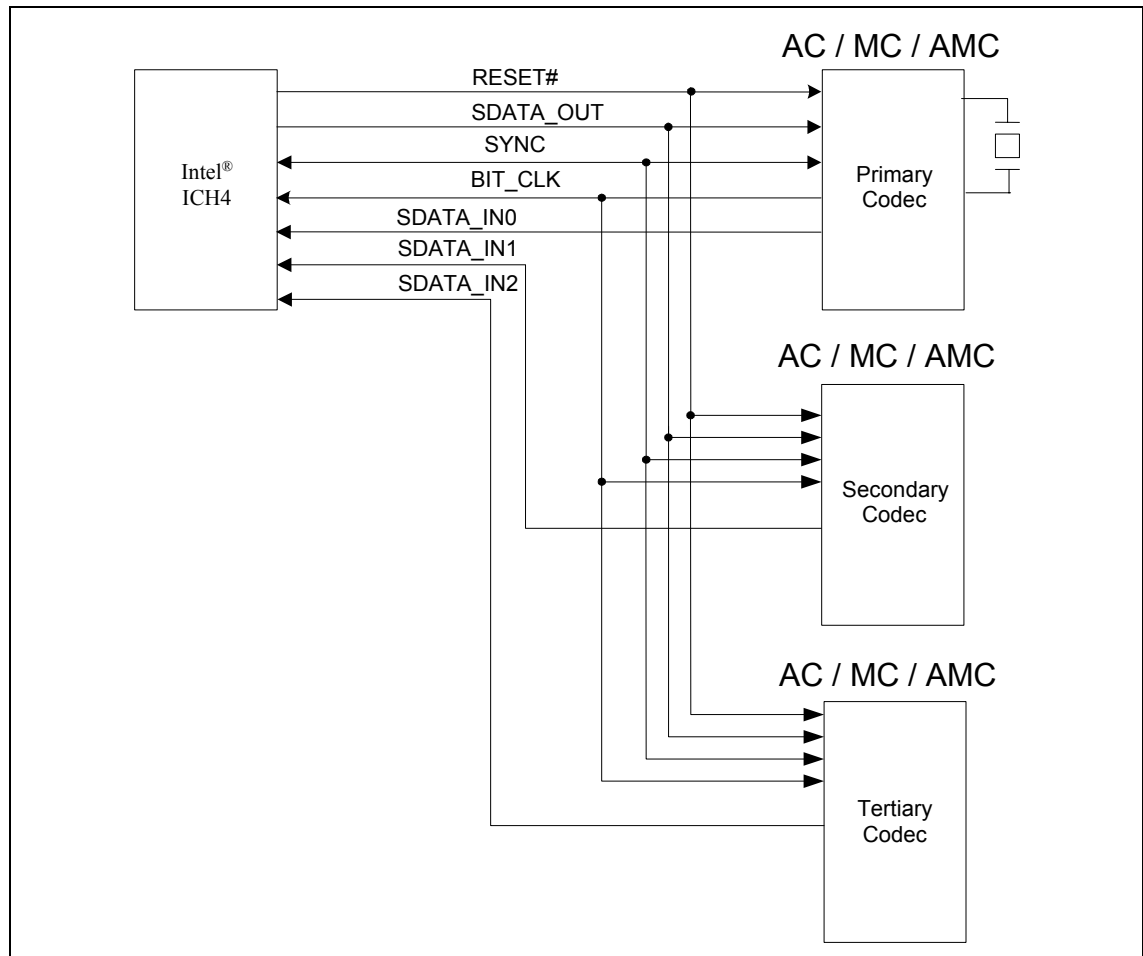 AC / MC / AMC
RESET#
SDATA_OUT
SYNC
BIT_CLK
SDATA_IN0
SDATA_IN1
SDATA_IN2
Intel®
ICH4
Primary
Codec
AC / MC / AMC
Secondary
Codec
AC / MC / AMC
Tertiary
Codec